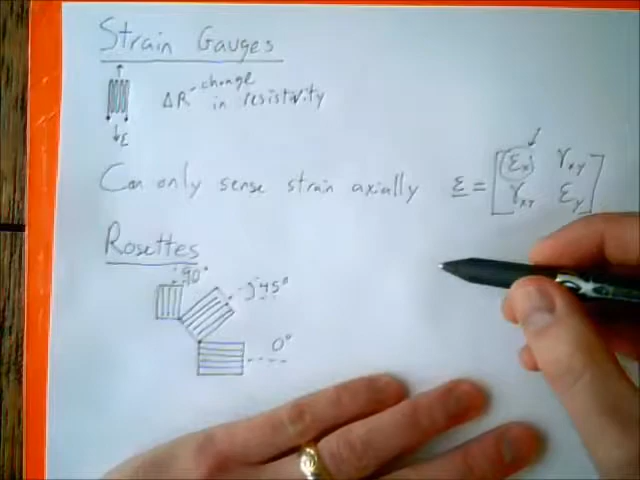 Strain Gauges
ΔR - change in resistivity
ε
Can only sense strain axially
ε = [ εx γxy
γxy εy ]
Rosettes
90°
45°
0°